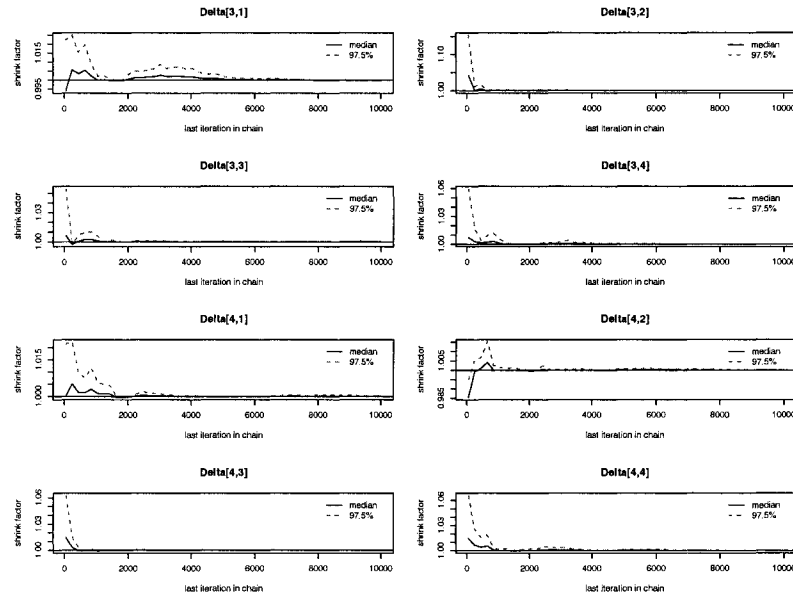 Delta[3,1]
shrink factor
0.995
1.015
median
97.5%
0
2000
4000
6000
8000
10000
last iteration in chain
Delta[3,2]
shrink factor
1.00
1.10
median
97.5%
0
2000
4000
6000
8000
10000
last iteration in chain
Delta[3,3]
shrink factor
1.00
1.03
median
97.5%
0
2000
4000
6000
8000
10000
last iteration in chain
Delta[3,4]
shrink factor
1.00
1.03
1.06
median
97.5%
0
2000
4000
6000
8000
10000
last iteration in chain
Delta[4,1]
shrink factor
1.000
1.015
median
97.5%
0
2000
4000
6000
8000
10000
last iteration in chain
Delta[4,2]
shrink factor
0.985
1.005
median
97.5%
0
2000
4000
6000
8000
10000
last iteration in chain
Delta[4,3]
shrink factor
1.00
1.03
1.06
median
97.5%
0
2000
4000
6000
8000
10000
last iteration in chain
Delta[4,4]
shrink factor
1.00
1.03
1.06
median
97.5%
0
2000
4000
6000
8000
10000
last iteration in chain